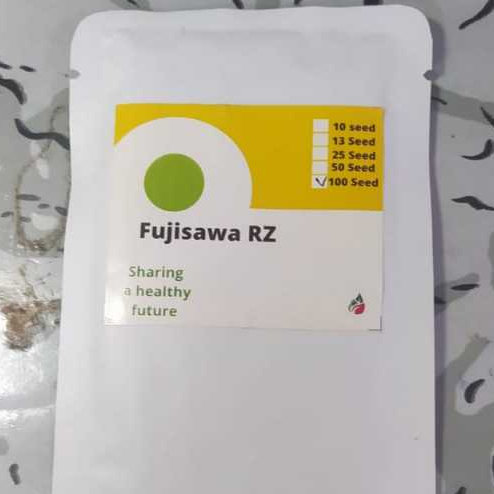 10 seed
13 Seed
25 Seed
50 Seed
100 Seed
Fujisawa RZ
Sharing
a healthy
future